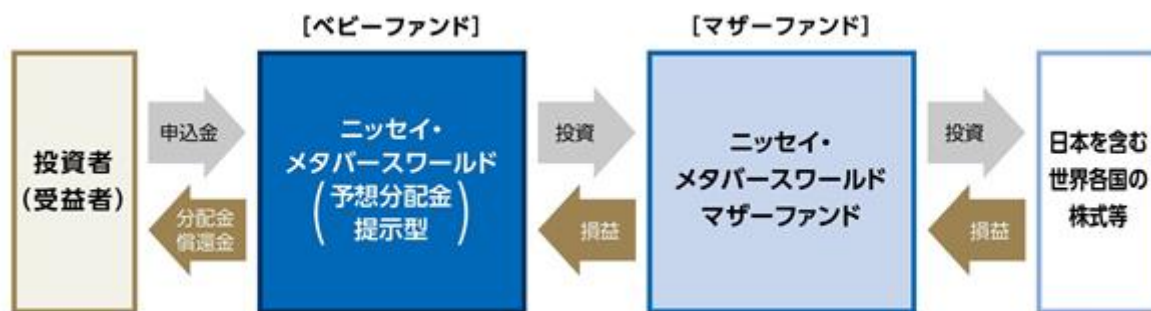 [ベビーファンド]
[マザーファンド]
投資者
(受益者)
申込金
分配金
償還金
ニッセイ・
メタバースワールド
(予想分配金
提示型)
投資
損益
ニッセイ・
メタバースワールド
マザーファンド
投資
損益
日本を含む
世界各国の
株式等